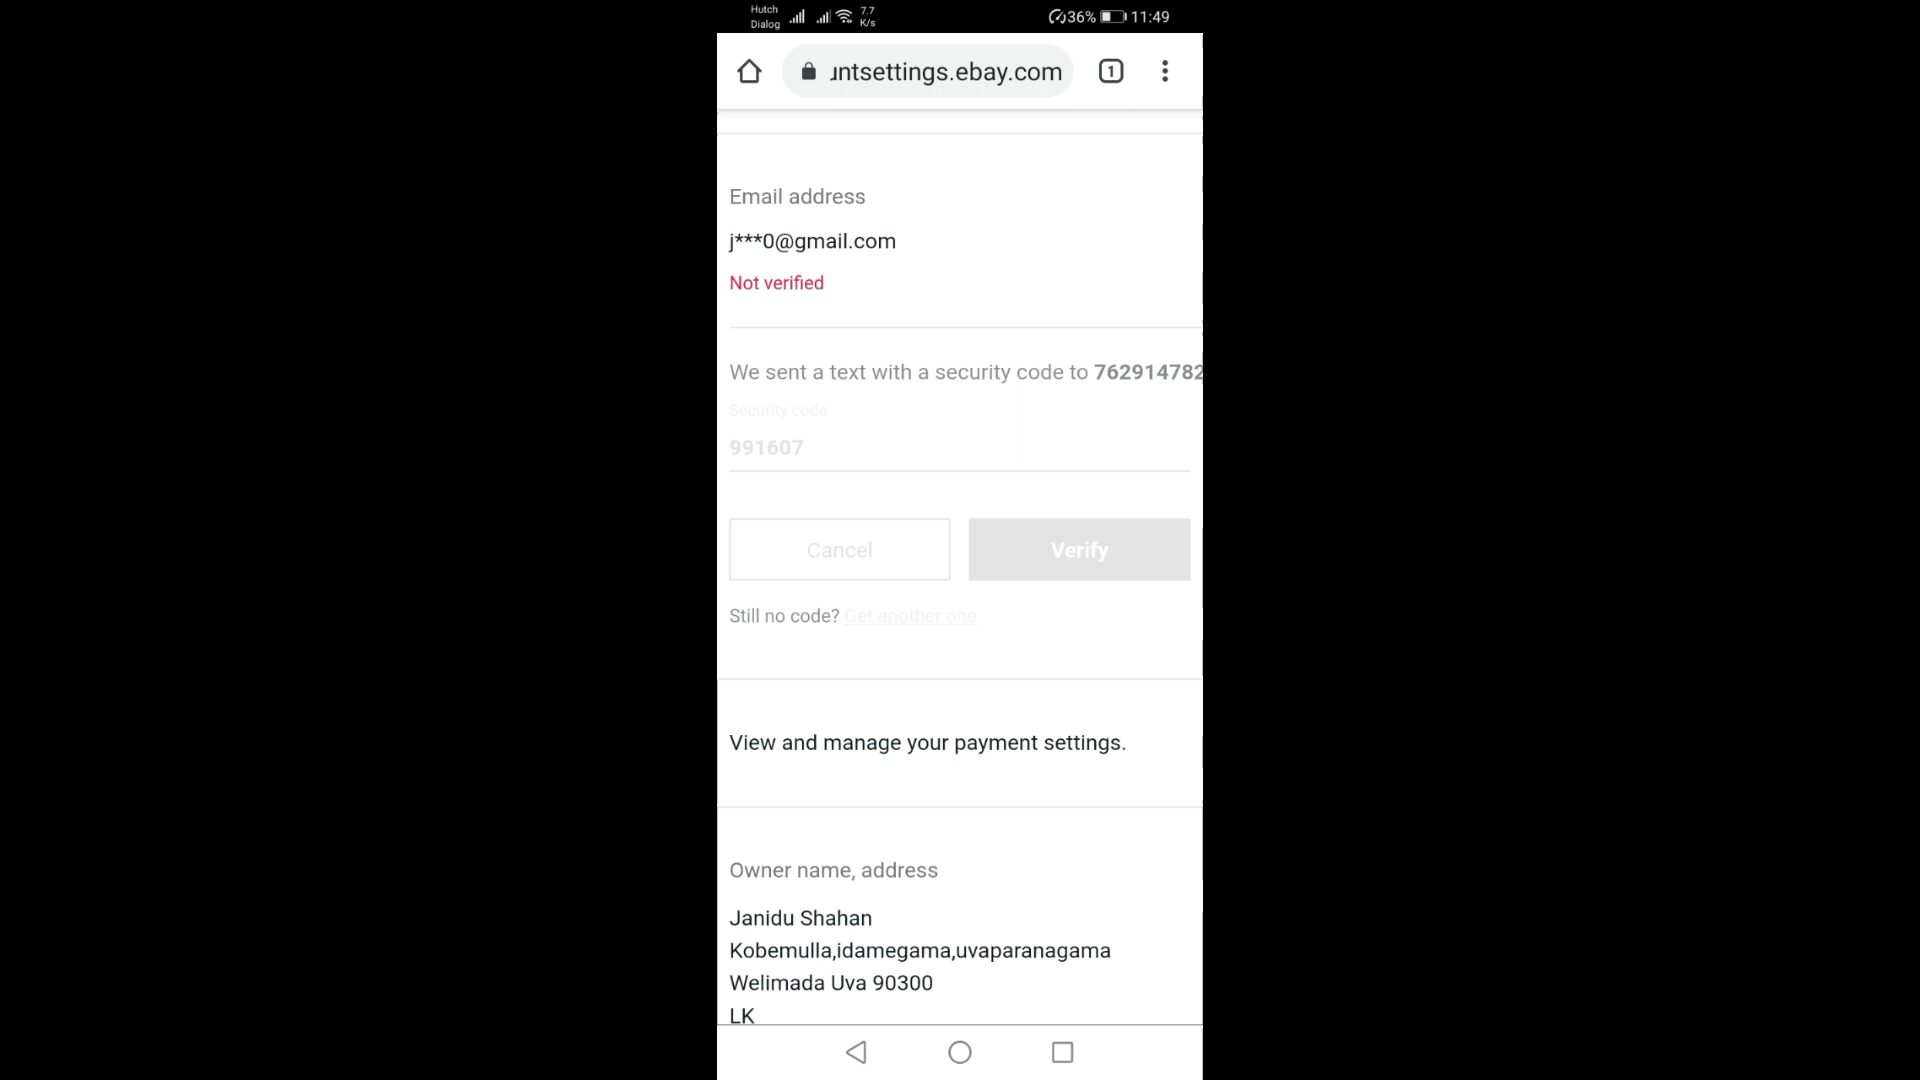 Hutch
Dialog
7.7
K/s
36%
11:49
ntsettings.ebay.com
1
Email address
j***0@gmail.com
Not verified
We sent a text with a security code to 762914782
Security code
991607
Cancel
Verify
Still no code? Get another one
View and manage your payment settings.
Owner name, address
Janidu Shahan
Kobemulla,idamegama,uvaparanagama
Welimada Uva 90300
LK